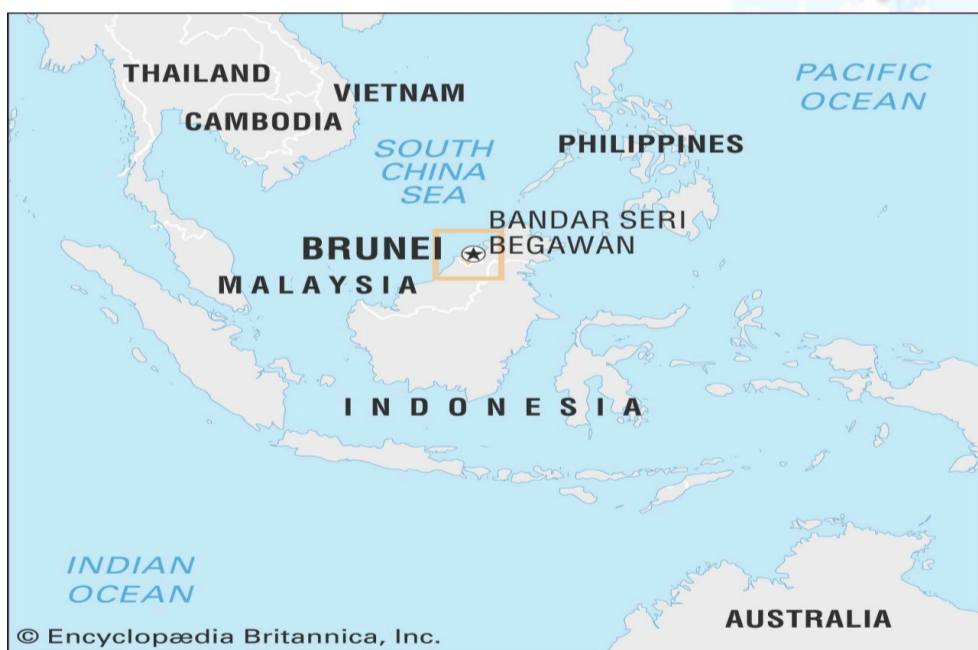 THAILAND
VIETNAM
CAMBODIA
PACIFIC
OCEAN
SOUTH
CHINA
SEA
PHILIPPINES
BANDAR SERI
BEGAWAN
BRUNEI
MALAYSIA
INDONESIA
INDIAN
OCEAN
AUSTRALIA
© Encyclopædia Britannica, Inc.